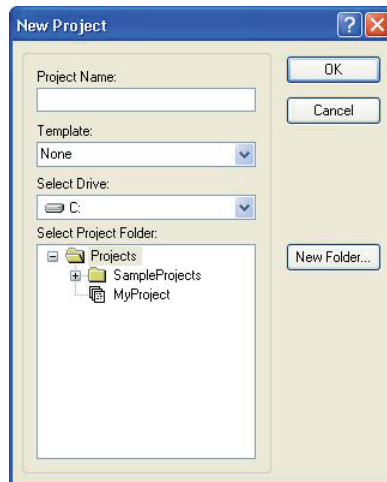 New Project
Project Name:
OK
Cancel
Template:
None
Select Drive:
C:
Select Project Folder:
Projects
SampleProjects
MyProject
New Folder...